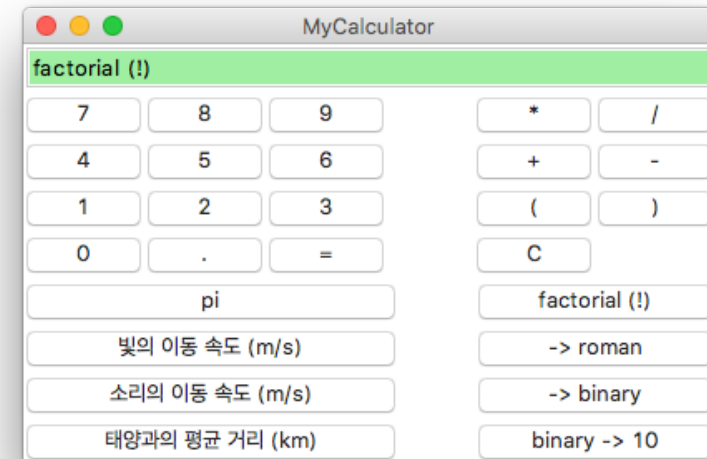 MyCalculator
factorial (!)
7 8 9 * /
4 5 6 + -
1 2 3 ( )
0 . = C
pi factorial (!)
빛의 이동 속도 (m/s) -> roman
소리의 이동 속도 (m/s) -> binary
태양과의 평균 거리 (km) binary -> 10